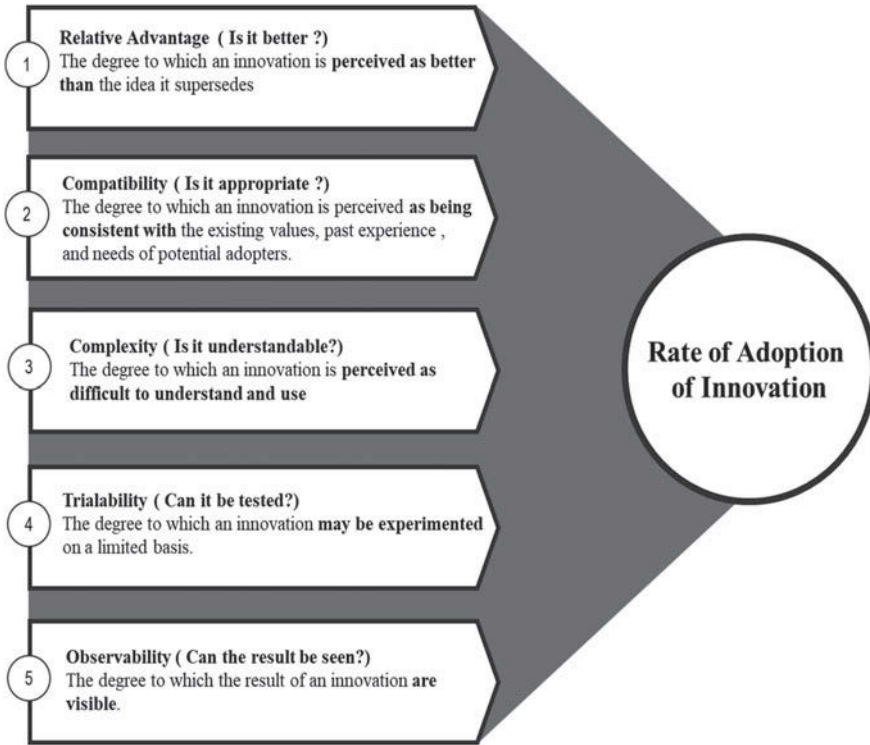 1
Relative Advantage ( Is it better ?)
The degree to which an innovation is perceived as better
than the idea it supersedes
2
Compatibility ( Is it appropriate ?)
The degree to which an innovation is perceived as being
consistent with the existing values, past experience ,
and needs of potential adopters.
3
Complexity ( Is it understandable?)
The degree to which an innovation is perceived as
difficult to understand and use
4
Trialability ( Can it be tested?)
The degree to which an innovation may be experimented
on a limited basis.
5
Observability ( Can the result be seen?)
The degree to which the result of an innovation are
visible.
Rate of Adoption
of Innovation